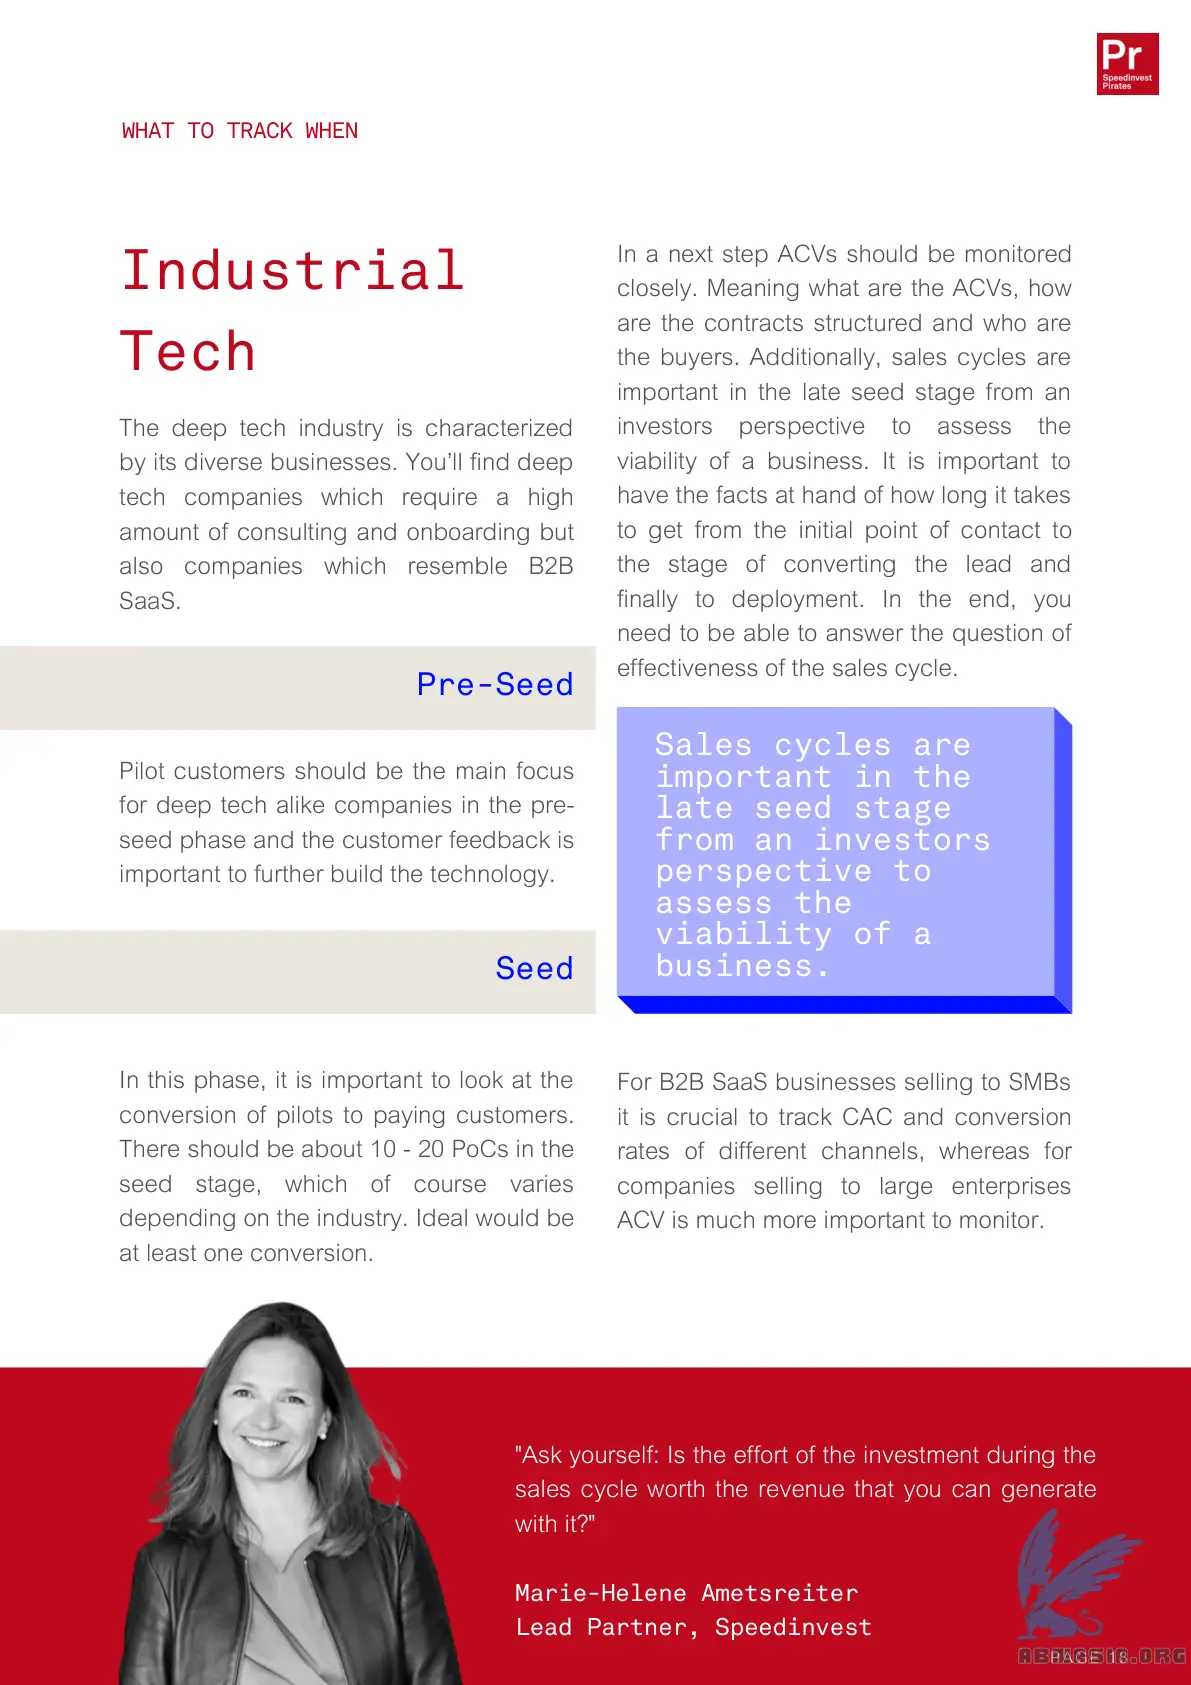 Pr
Speedinvest
Pirates
WHAT TO TRACK WHEN
Industrial
Tech
The deep tech industry is characterized
by its diverse businesses. You’ll find deep
tech companies which require a high
amount of consulting and onboarding but
also companies which resemble B2B
SaaS.
Pre-Seed
Pilot customers should be the main focus
for deep tech alike companies in the pre-
seed phase and the customer feedback is
important to further build the technology.
Seed
In this phase, it is important to look at the
conversion of pilots to paying customers.
There should be about 10 - 20 PoCs in the
seed stage, which of course varies
depending on the industry. Ideal would be
at least one conversion.
In a next step ACVs should be monitored
closely. Meaning what are the ACVs, how
are the contracts structured and who are
the buyers. Additionally, sales cycles are
important in the late seed stage from an
investors perspective to assess the
viability of a business. It is important to
have the facts at hand of how long it takes
to get from the initial point of contact to
the stage of converting the lead and
finally to deployment. In the end, you
need to be able to answer the question of
effectiveness of the sales cycle.
Sales cycles are
important in the
late seed stage
from an investors
perspective to
assess the
viability of a
business.
For B2B SaaS businesses selling to SMBs
it is crucial to track CAC and conversion
rates of different channels, whereas for
companies selling to large enterprises
ACV is much more important to monitor.
"Ask yourself: Is the effort of the investment during the
sales cycle worth the revenue that you can generate
with it?"
Marie-Helene Ametsreiter
Lead Partner, Speedinvest
PAGE 18